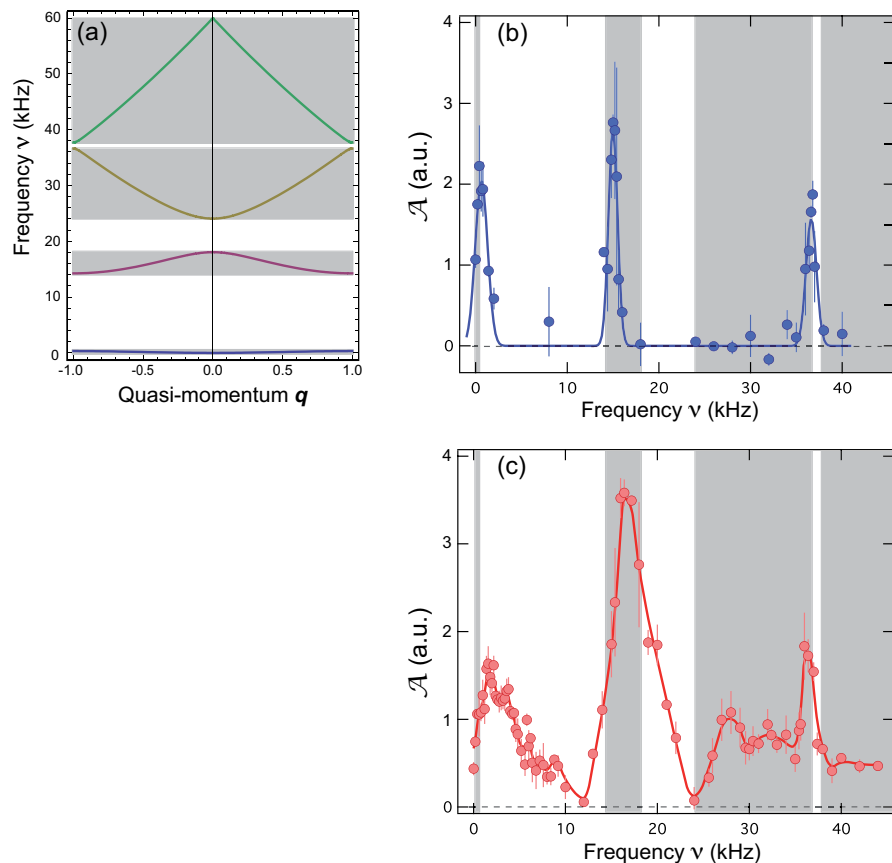 (a)
60
50
40
30
20
10
0
Frequency ν (kHz)
-1.0 -0.5 0.0 0.5 1.0
Quasi-momentum q
(b)
4
3
2
1
0
𝒜 (a.u.)
0 10 20 30 40
Frequency ν (kHz)
(c)
4
3
2
1
0
𝒜 (a.u.)
0 10 20 30 40
Frequency ν (kHz)